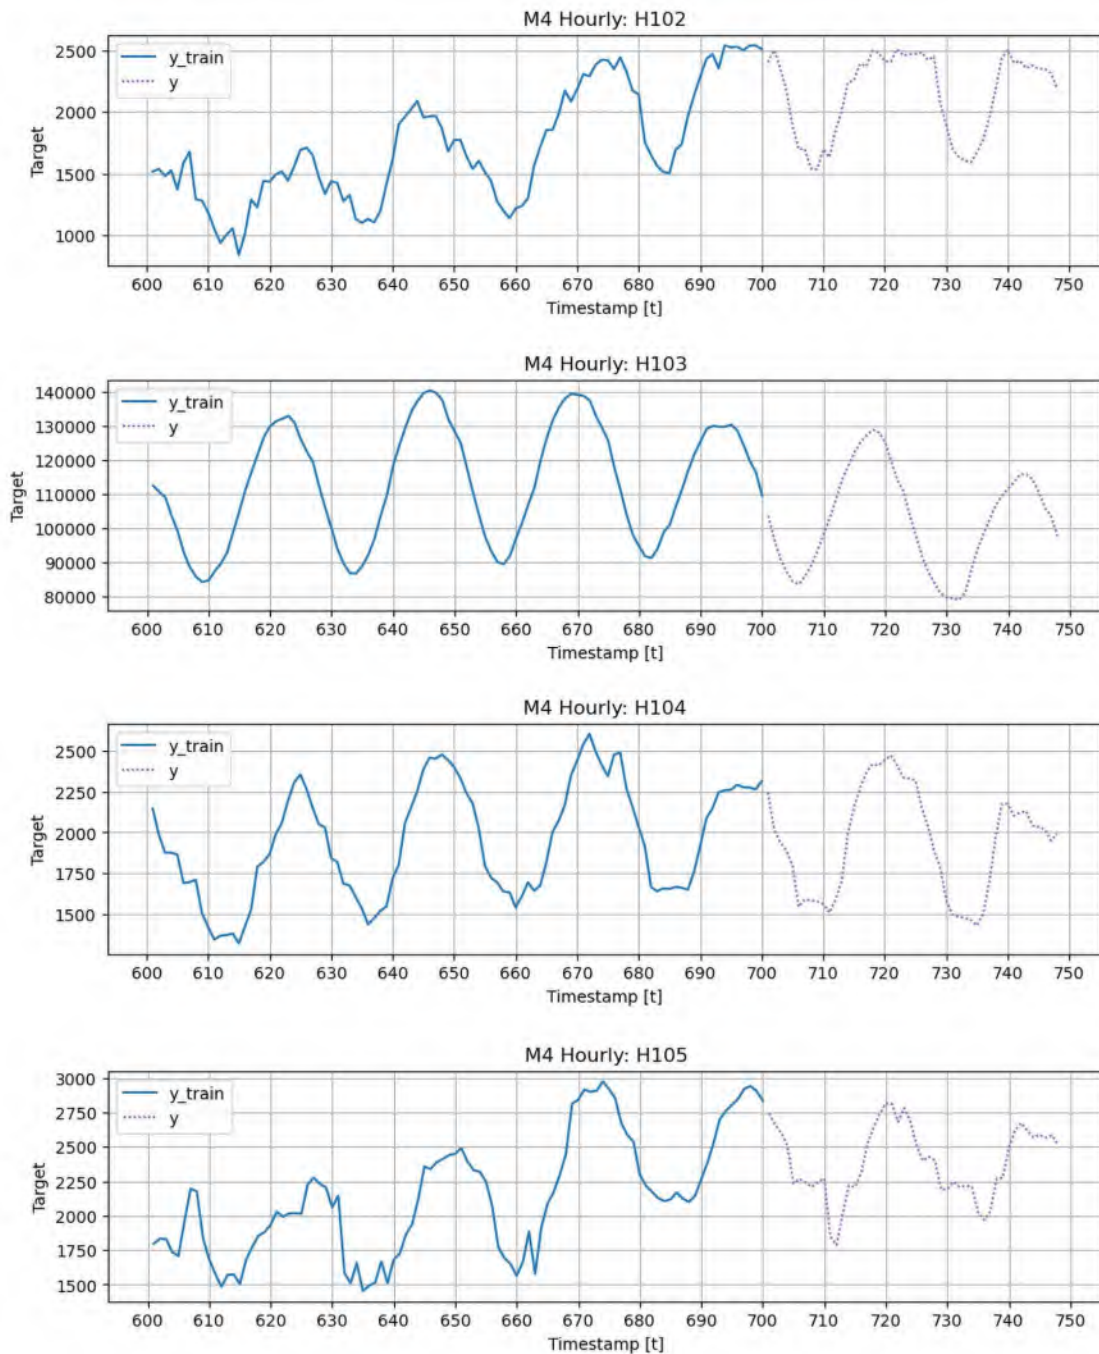 M4 Hourly: H102
y_train
y
2500
2000
1500
1000
Target
600 610 620 630 640 650 660 670 680 690 700 710 720 730 740 750
Timestamp [t]
M4 Hourly: H103
y_train
y
140000
130000
120000
110000
100000
90000
80000
Target
600 610 620 630 640 650 660 670 680 690 700 710 720 730 740 750
Timestamp [t]
M4 Hourly: H104
y_train
y
2500
2250
2000
1750
1500
Target
600 610 620 630 640 650 660 670 680 690 700 710 720 730 740 750
Timestamp [t]
M4 Hourly: H105
y_train
y
3000
2750
2500
2250
2000
1750
1500
Target
600 610 620 630 640 650 660 670 680 690 700 710 720 730 740 750
Timestamp [t]